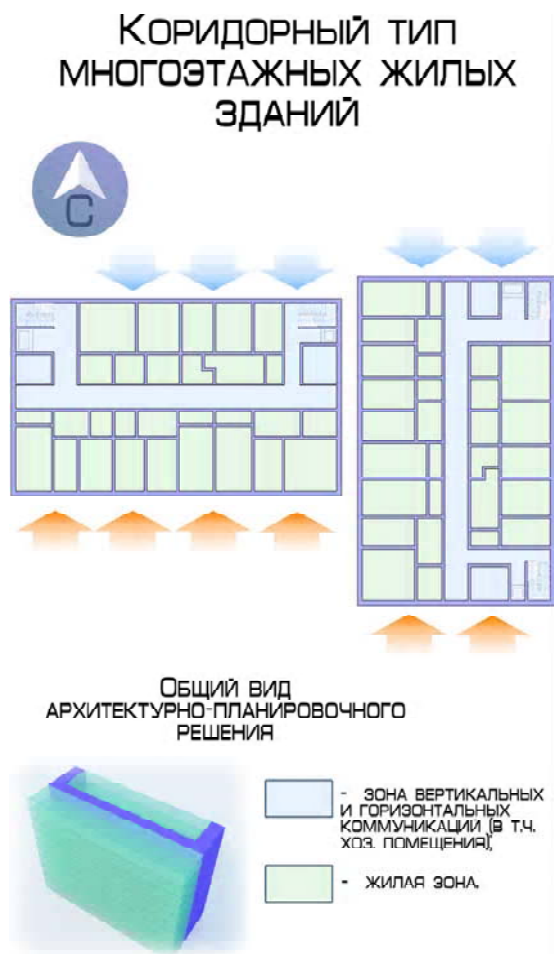 Коридорный тип
многоэтажных жилых
зданий
С
Общий вид
архитектурно-планировочного
решения
- зона вертикальных
и горизонтальных
коммуникаций (в т.ч.
хоз. помещения);
- жилая зона.